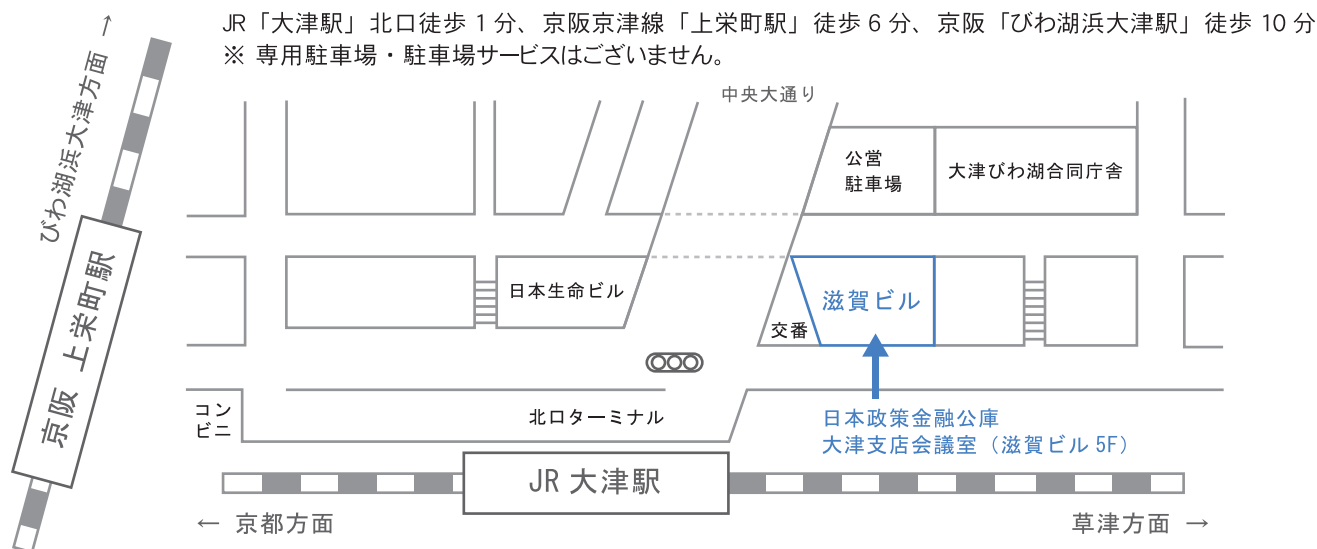 JR「大津駅」北口徒歩 1 分、京阪京津線「上栄町駅」徒歩 6 分、京阪「びわ湖浜大津駅」徒歩 10 分
※ 専用駐車場・駐車場サービスはございません。
びわ湖浜大津方面 →
中央大通り
公営
駐車場
大津びわ湖合同庁舎
京阪 上栄町駅
日本生命ビル
交番
滋賀ビル
コン
ビニ
北口ターミナル
日本政策金融公庫
大津支店会議室（滋賀ビル 5F）
JR 大津駅
← 京都方面
草津方面 →